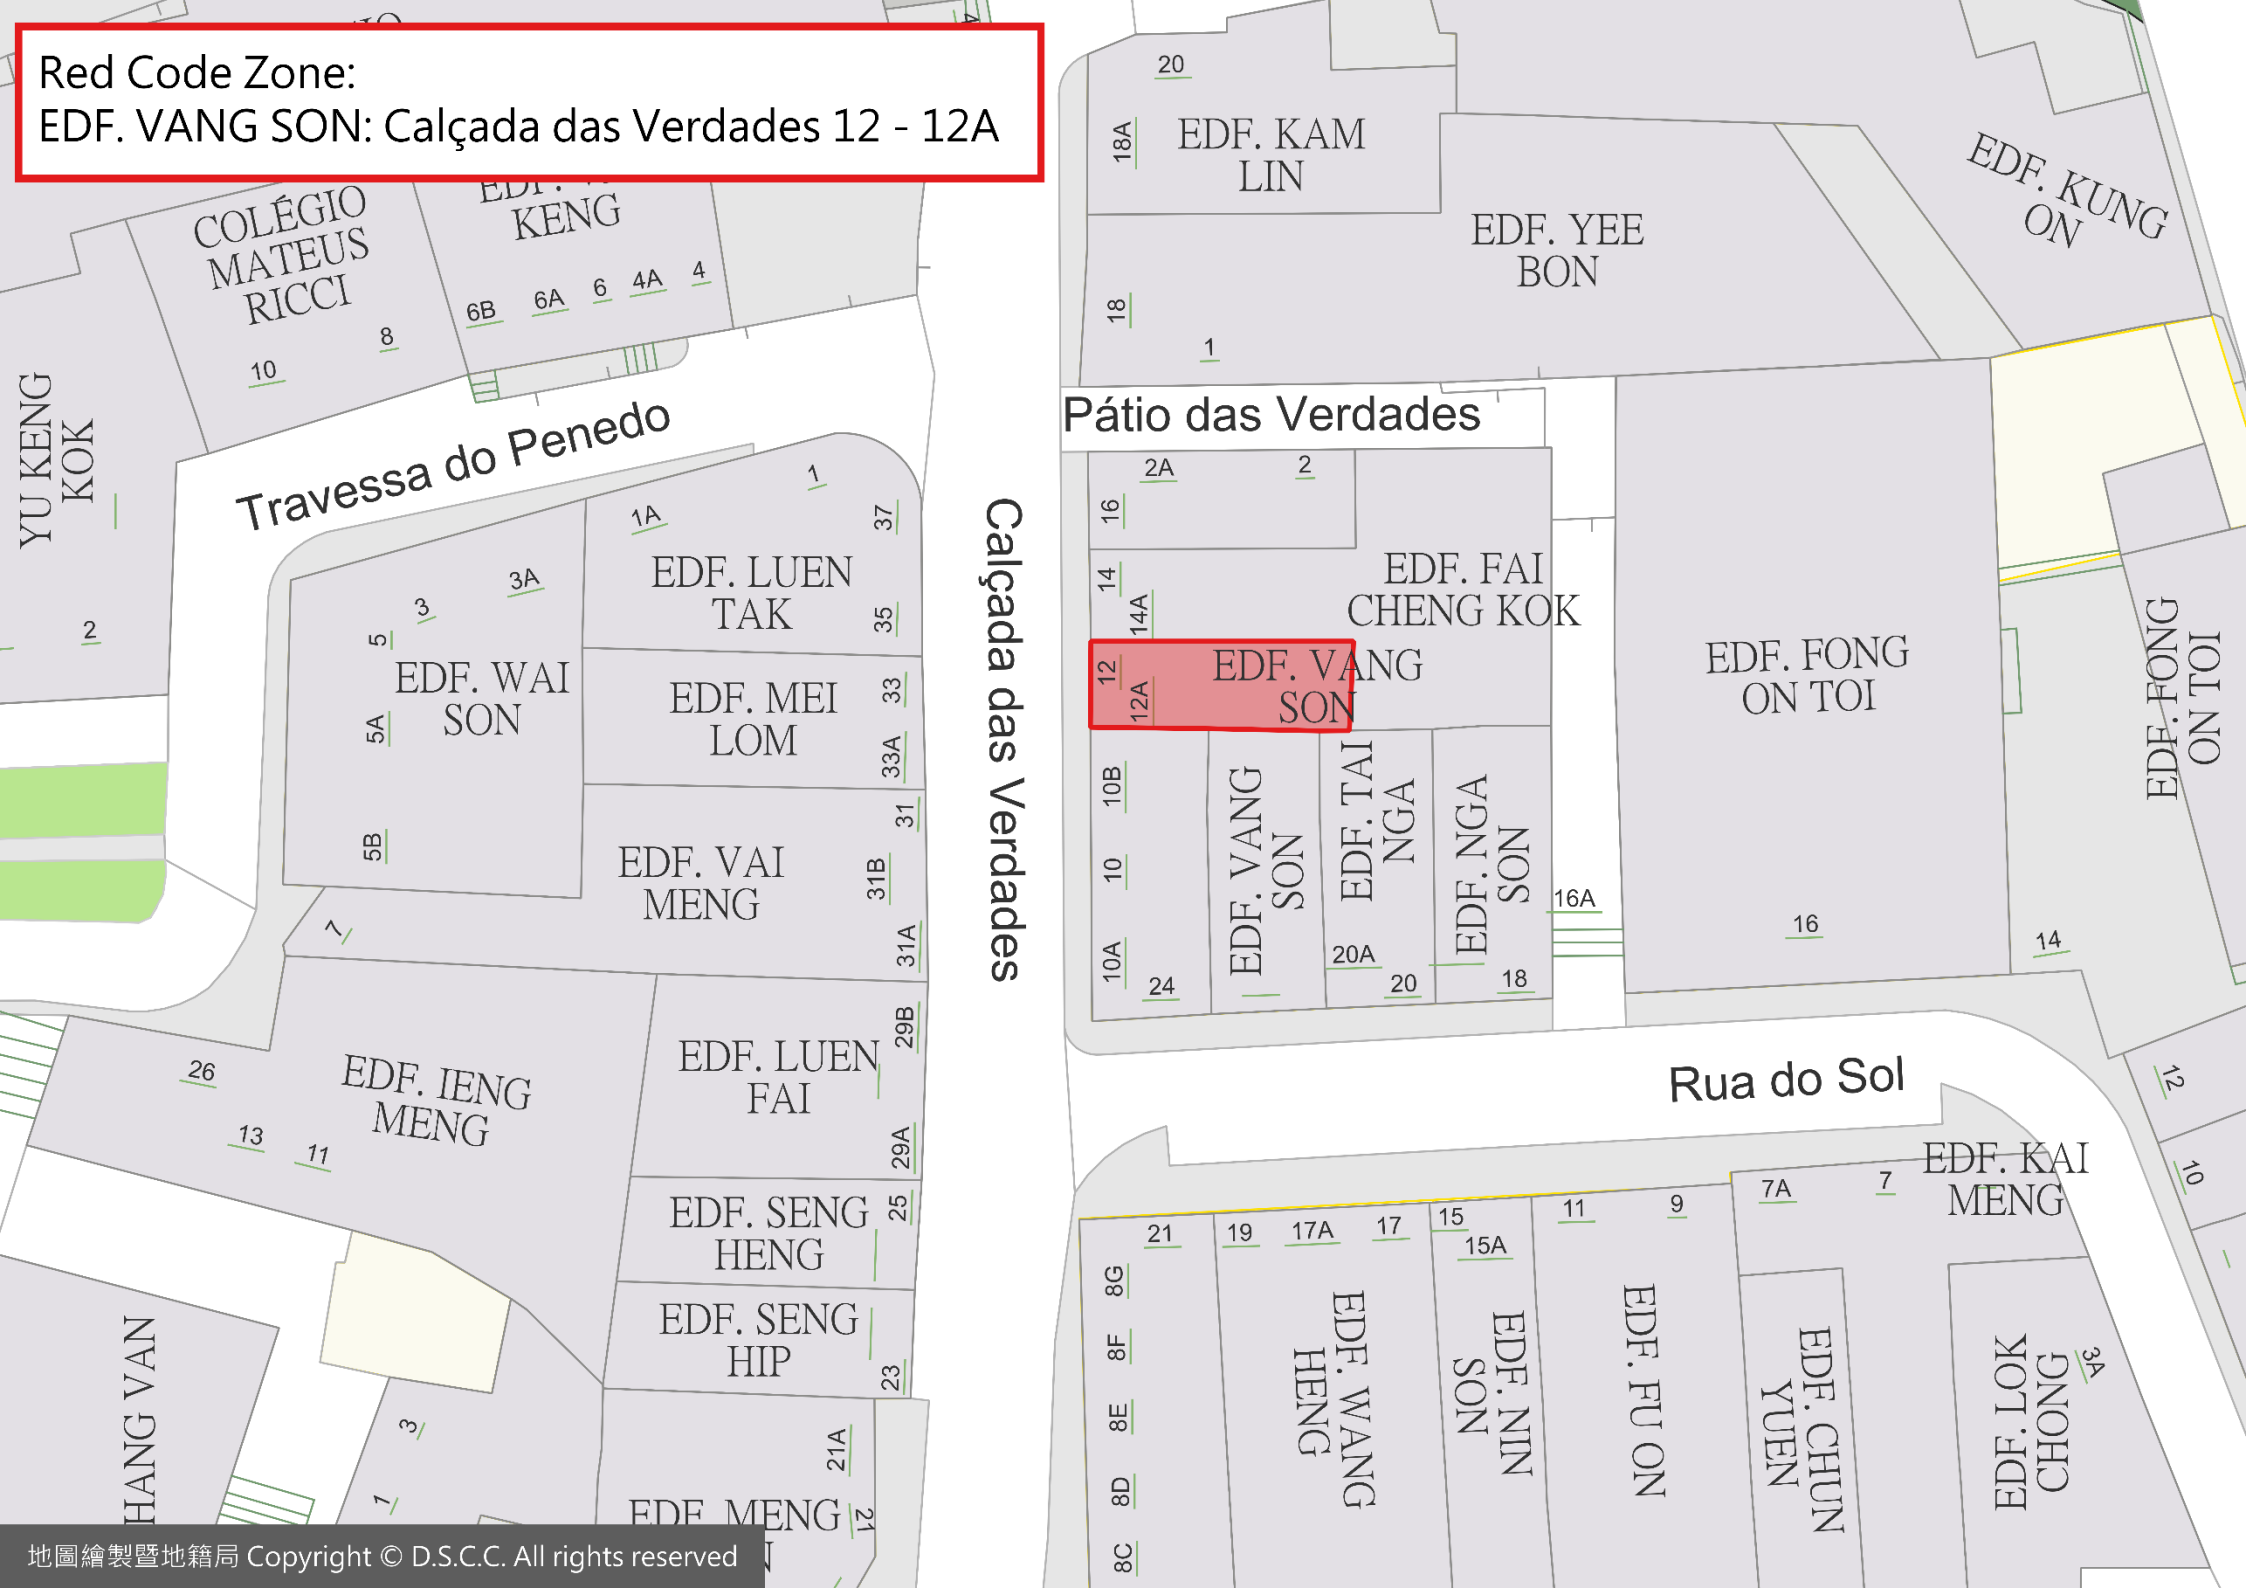 Red Code Zone:
EDF. VANG SON: Calçada das Verdades 12 - 12A
COLÉGIO
MATEUS
RICCI
KENG
6B
6A
6
4A
4
8
10
YU KENG
KOK
2
Travessa do Penedo
1
1A
37
35
3A
3
5
5A
5B
EDF. LUEN
TAK
EDF. WAI
SON
EDF. MEI
LOM
33
33A
31
31B
31A
EDF. VAI
MENG
7
EDF. IENG
MENG
26
13
11
EDF. LUEN
FAI
29B
29A
EDF. SENG
HENG
25
EDF. SENG
HIP
23
21A
21
EDF. MENG
3
1
HANG VAN
Calçada das Verdades
20
18A
EDF. KAM
LIN
EDF. YEE
BON
18
1
EDF. KUNG
ON
Pátio das Verdades
2A
2
16
14
14A
EDF. FAI
CHENG KOK
12
12A
EDF. VANG
SON
10B
10
10A
24
EDF. VANG
SON
EDF. TAI
NGA
EDF. NGA
SON
20A
20
18
16A
EDF. FONG
ON TOI
16
14
EDF. FONG
ON TOI
Rua do Sol
12
10
EDF. KAI
MENG
7A
7
9
11
15
15A
17
17A
19
21
8G
8F
8E
8D
8C
EDF. WANG
HENG
EDF. NIN
SON
EDF. FU ON
EDF. CHUN
YUEN
EDF. LOK
CHONG
3A
地圖繪製暨地籍局 Copyright © D.S.C.C. All rights reserved